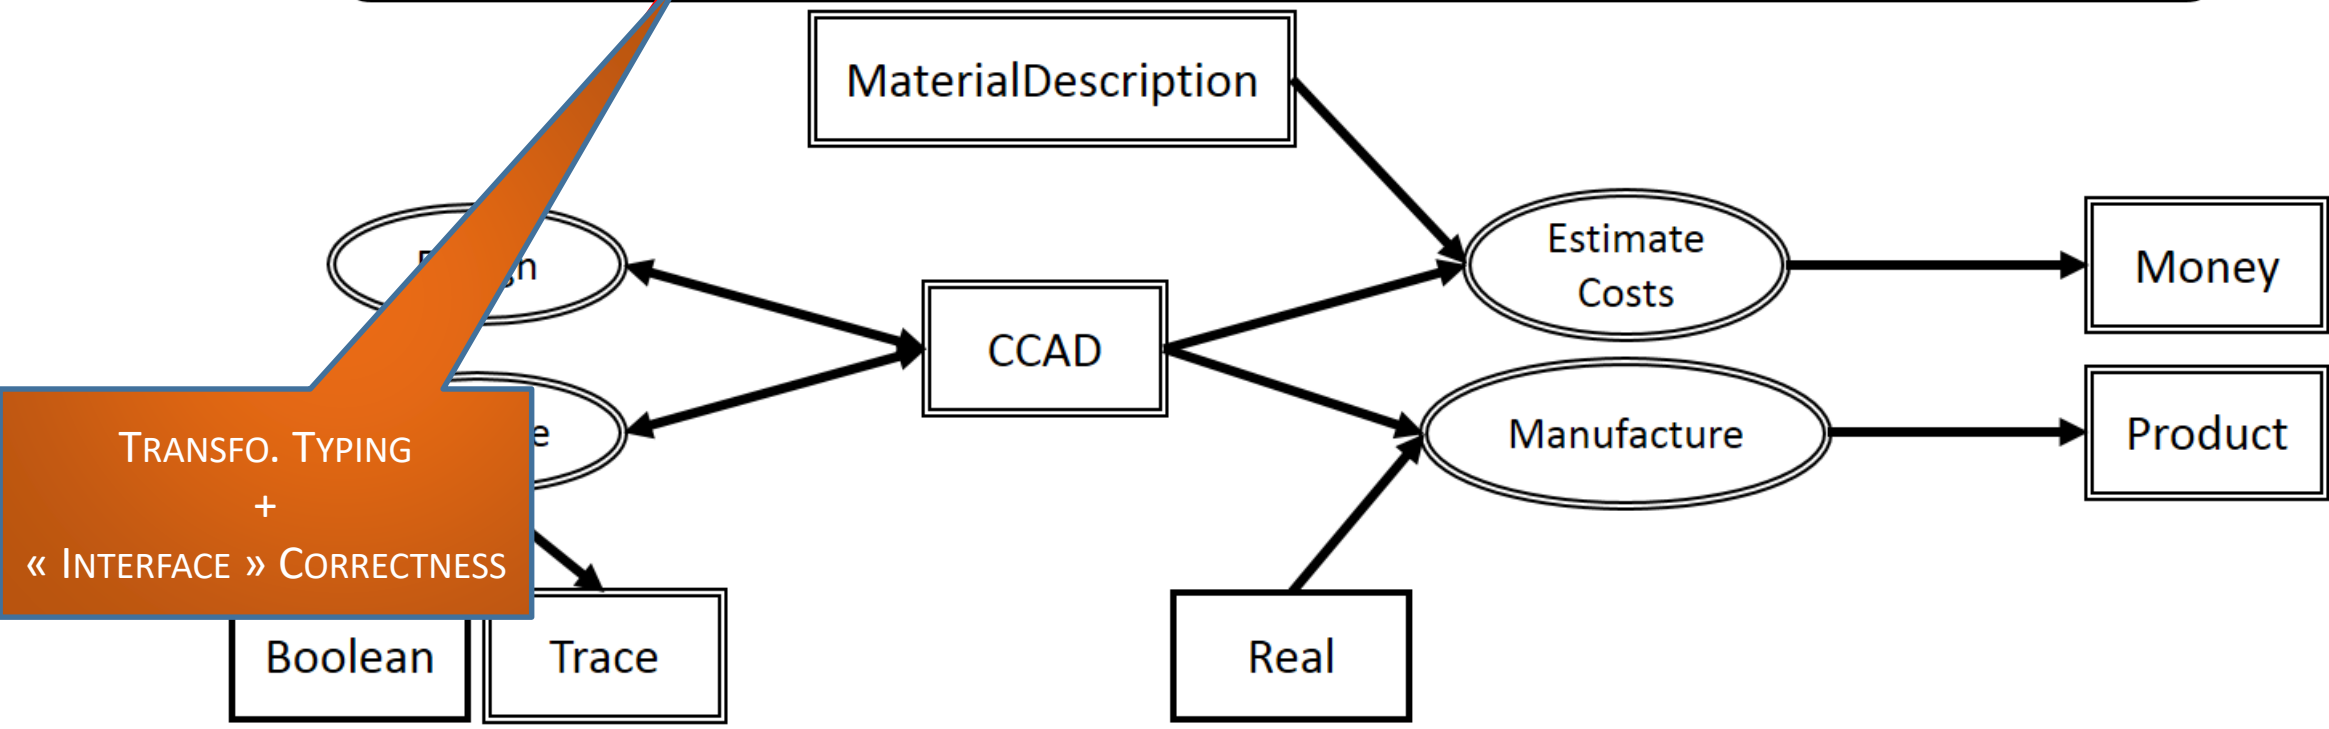 MaterialDescription
Estimate
Costs
Money
CCAD
Manufacture
Product
TRANSFO. TYPING
+
« INTERFACE » CORRECTNESS
Boolean
Trace
Real